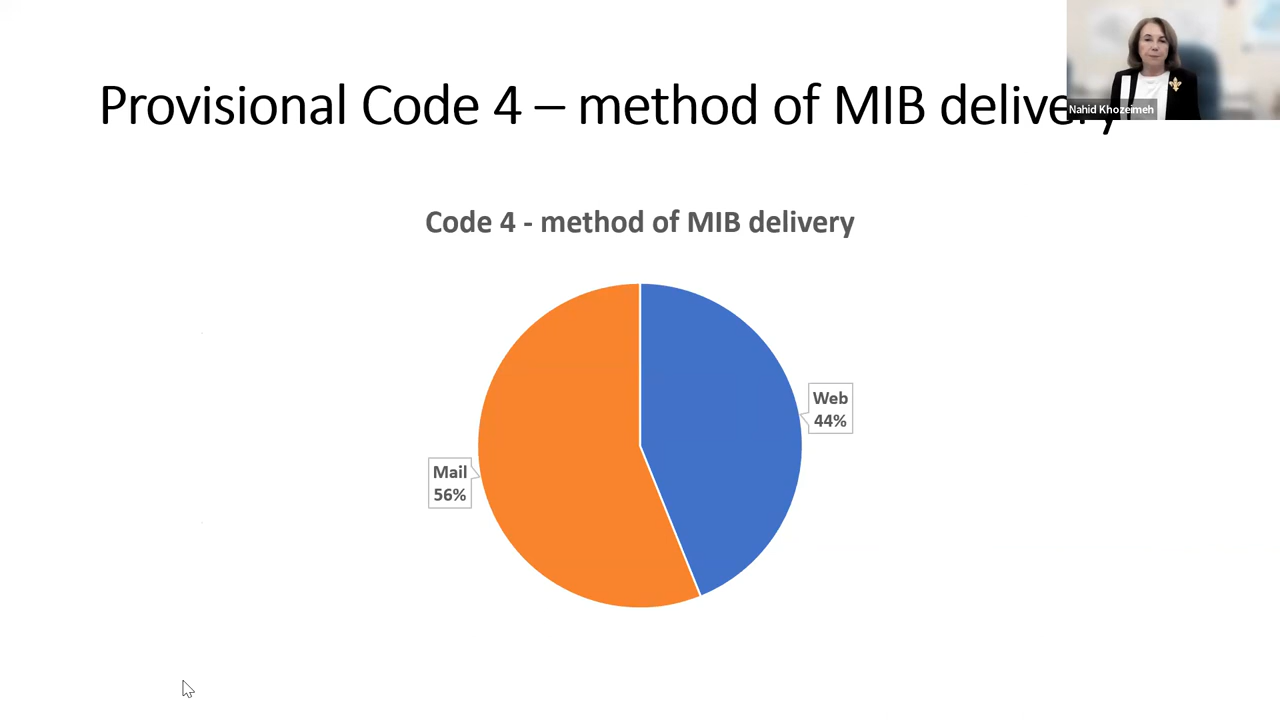 Provisional Code 4 – method of MIB delivery
Nahid Khozeimeh
Code 4 - method of MIB delivery
Web
44%
Mail
56%